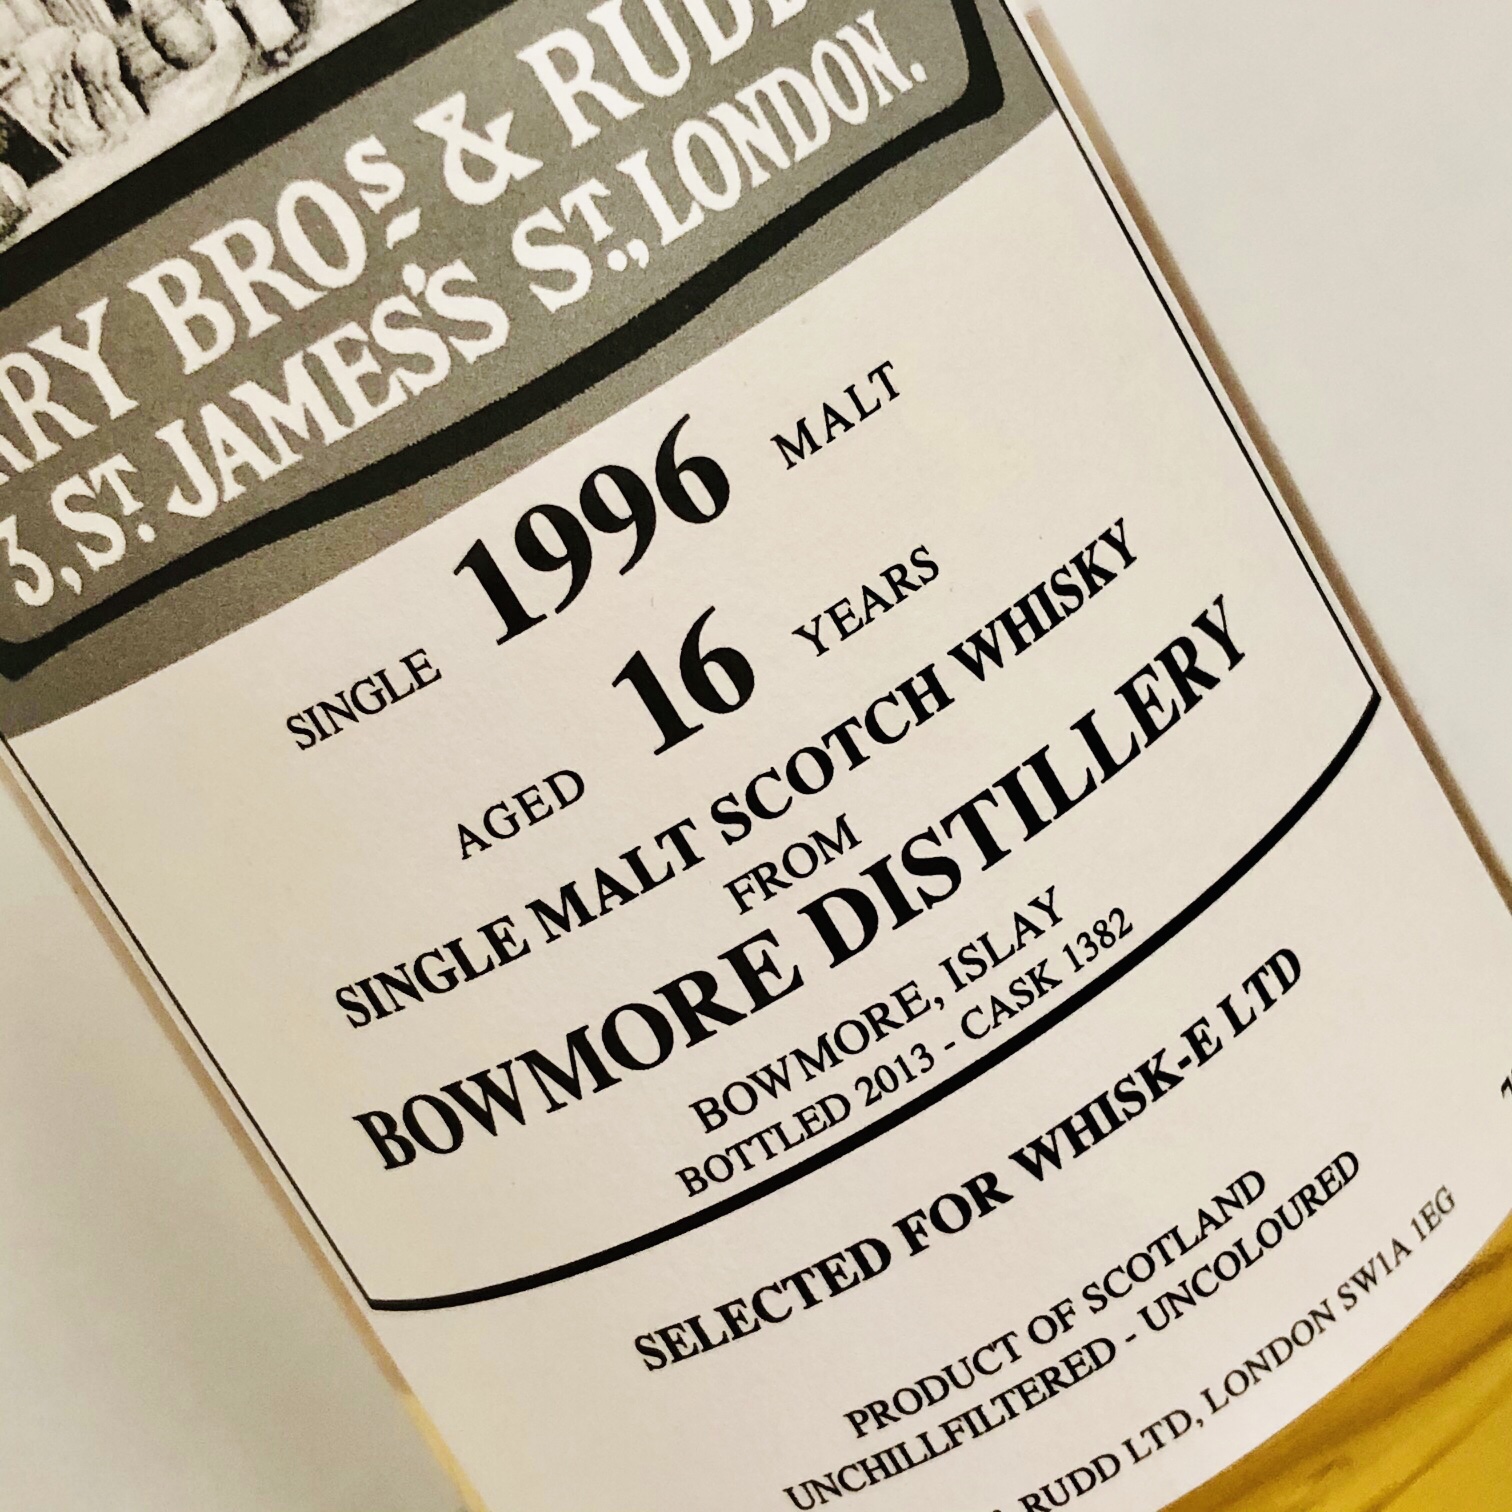 BROs & RUDD
3, ST. JAMES'S ST., LONDON.
SINGLE 1996 MALT
AGED 16 YEARS
SINGLE MALT SCOTCH WHISKY
FROM
BOWMORE DISTILLERY
BOWMORE, ISLAY
BOTTLED 2013 - CASK 1382
SELECTED FOR WHISK-E LTD
PRODUCT OF SCOTLAND
UNCHILLFILTERED - UNCOLOURED
RUDD LTD, LONDON SW1A 1EG